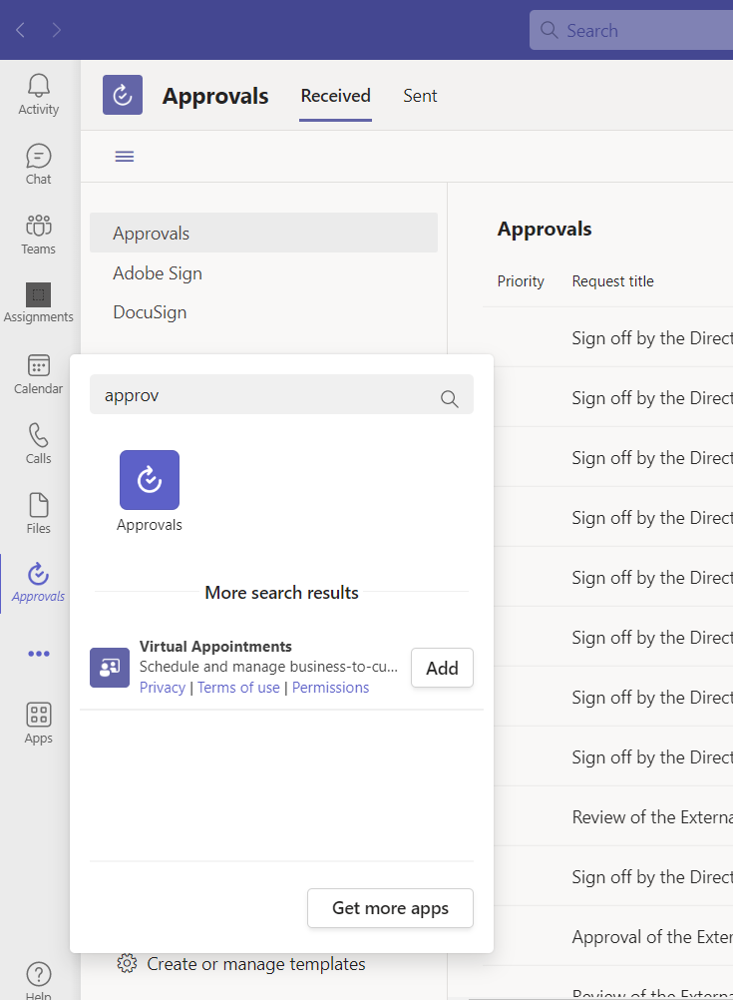 Search
Activity
Chat
Teams
Assignments
Calendar
Calls
Files
Approvals
Apps
Help
Approvals
Received
Sent
Approvals
Adobe Sign
DocuSign
approv
Approvals
More search results
Virtual Appointments
Schedule and manage business-to-cu...
Privacy | Terms of use | Permissions
Add
Get more apps
Create or manage templates
Approvals
Priority Request title
Sign off by the Direct
Sign off by the Direct
Sign off by the Direct
Sign off by the Direct
Sign off by the Direct
Sign off by the Direct
Sign off by the Direct
Sign off by the Direct
Review of the Externa
Sign off by the Direct
Approval of the Exter
Review of the Externa